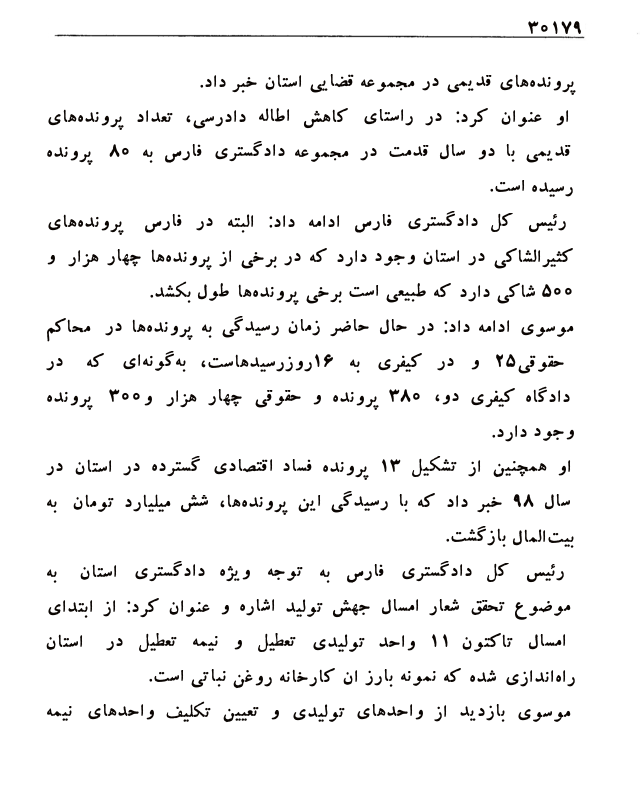 ۳۰۱۷۹
پرونده‌های قدیمی در مجموعه قضایی استان خبر داد.
او عنوان کرد: در راستای کاهش اطاله دادرسی، تعداد پرونده‌های
قدیمی با دو سال قدمت در مجموعه دادگستری فارس به ۸۰ پرونده
رسیده است.
رئیس کل دادگستری فارس ادامه داد: البته در فارس پرونده‌های
کثیرالشاکی در استان وجود دارد که در برخی از پرونده‌ها چهار هزار و
۵۰۰ شاکی دارد که طبیعی است برخی پرونده‌ها طول بکشد.
موسوی ادامه داد: در حال حاضر زمان رسیدگی به پرونده‌ها در محاکم
حقوقی۲۵ و در کیفری به ۱۶روزرسیدهاست، به‌گونه‌ای که در
دادگاه کیفری دو، ۳۸۰ پرونده و حقوقی چهار هزار و۳۰۰ پرونده
وجود دارد.
او همچنین از تشکیل ۱۳ پرونده فساد اقتصادی گسترده در استان در
سال ۹۸ خبر داد که با رسیدگی این پرونده‌ها، شش میلیارد تومان به
بیت‌المال بازگشت.
رئیس کل دادگستری فارس به توجه ویژه دادگستری استان به
موضوع تحقق شعار امسال جهش تولید اشاره و عنوان کرد: از ابتدای
امسال تاکنون ۱۱ واحد تولیدی تعطیل و نیمه تعطیل در استان
راه‌اندازی شده که نمونه بارز ان کارخانه روغن نباتی است.
موسوی بازدید از واحدهای تولیدی و تعیین تکلیف واحدهای نیمه